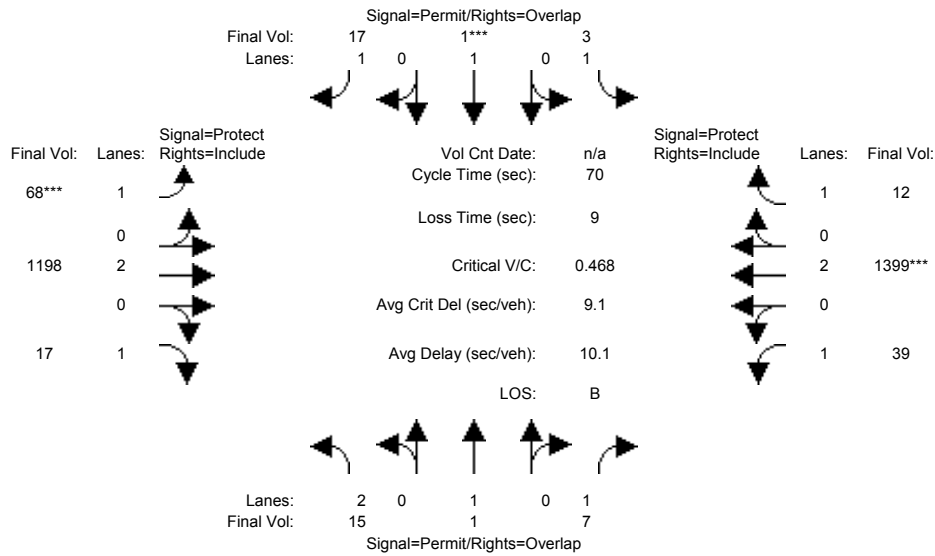 Signal=Permit/Rights=Overlap
Final Vol: 17 1*** 3
Lanes: 1 0 1 0 1
Signal=Protect Signal=Protect
Final Vol: Lanes: Rights=Include Vol Cnt Date: n/a Rights=Include Lanes: Final Vol:
Cycle Time (sec): 70
68*** 1 1 12
Loss Time (sec): 9
0 0
1198 2 Critical V/C: 0.468 2 1399***
0 Avg Crit Del (sec/veh): 9.1 0
17 1 Avg Delay (sec/veh): 10.1 1 39
LOS: B
Lanes: 2 0 1 0 1
Final Vol: 15 1 7
Signal=Permit/Rights=Overlap